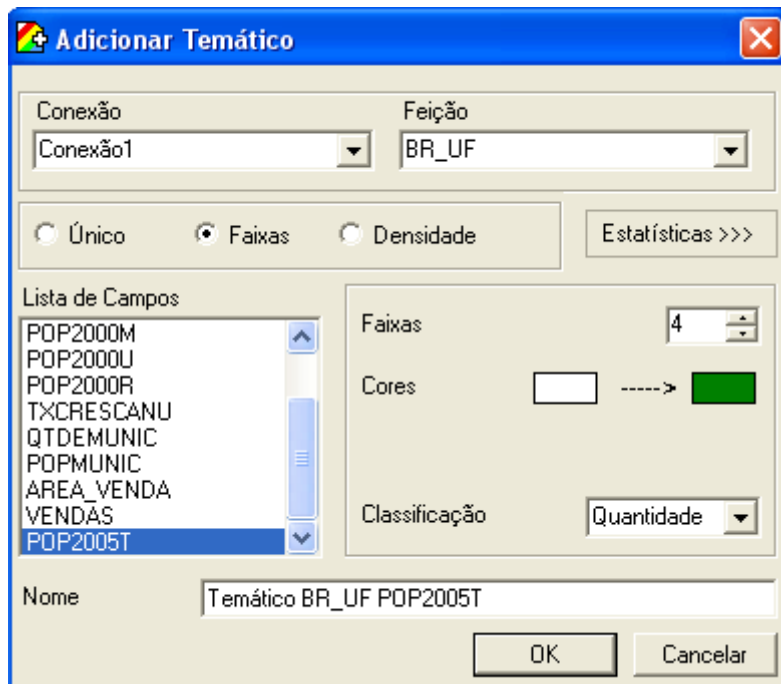 Adicionar Temático
Conexão
Feição
Conexão1
BR_UF
Único
Faixas
Densidade
Estatísticas >>>
Lista de Campos
POP2000M
POP2000U
POP2000R
TXCRESCANU
QTDEMUNIC
POPMUNIC
AREA_VENDA
VENDAS
POP2005T
Faixas
4
Cores
----->
Classificação
Quantidade
Nome
Temático BR_UF POP2005T
OK
Cancelar